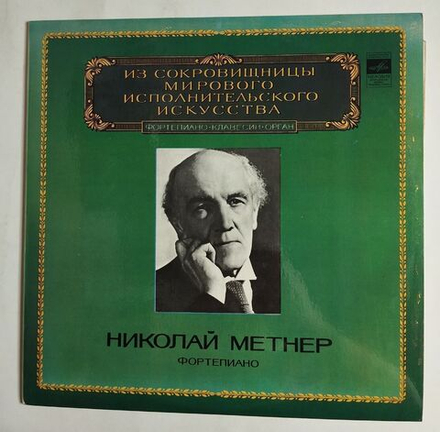 ИЗ СОКРОВИЩНИЦЫ
МИРОВОГО
ИСПОЛНИТЕЛЬСКОГО
ИСКУССТВА
ФОРТЕПИАНО•КЛАВЕСИН•ОРГАН
НИКОЛАЙ МЕТНЕР
ФОРТЕПИАНО